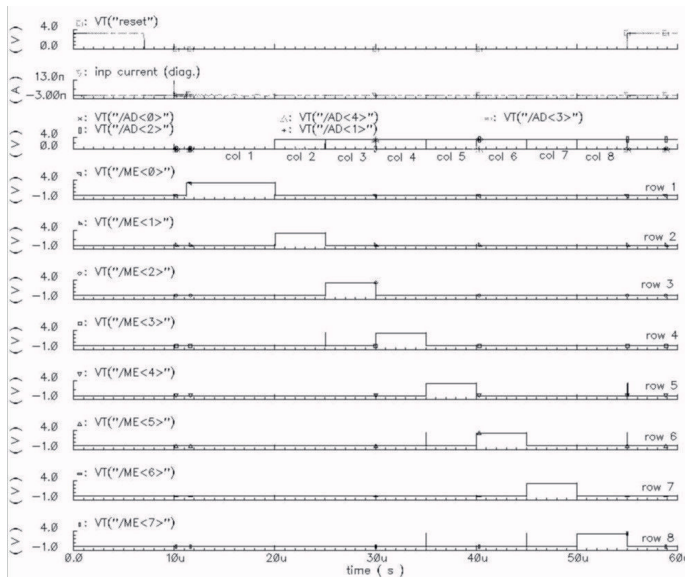 4.0 □: VT("reset")
(V)
0.0
13.0n : inp current (diag.)
(A)
-3.00n
×: VT("/AD<0>") △: VT("/AD<4>") VT("/AD<3>")
▯: VT("/AD<2>") +: VT("/AD<1>")
4.0
(V) 0.0
col 1 col 2 col 3 col 4 col 5 col 6 col 7 col 8
VT("/ME<0>")
4.0
(V) row 1
-1.0
VT("/ME<1>")
4.0
(V) row 2
-1.0
◦: VT("/ME<2>")
4.0
(V) row 3
-1.0
□: VT("/ME<3>")
4.0
(V) row 4
-1.0
▿: VT("/ME<4>")
4.0
(V) row 5
-1.0
△: VT("/ME<5>")
4.0
(V) row 6
-1.0
VT("/ME<6>")
4.0
(V) row 7
-1.0
VT("/ME<7>")
4.0
(V) row 8
-1.0
0.0 10u 20u 30u 40u 50u 60u
time ( s )